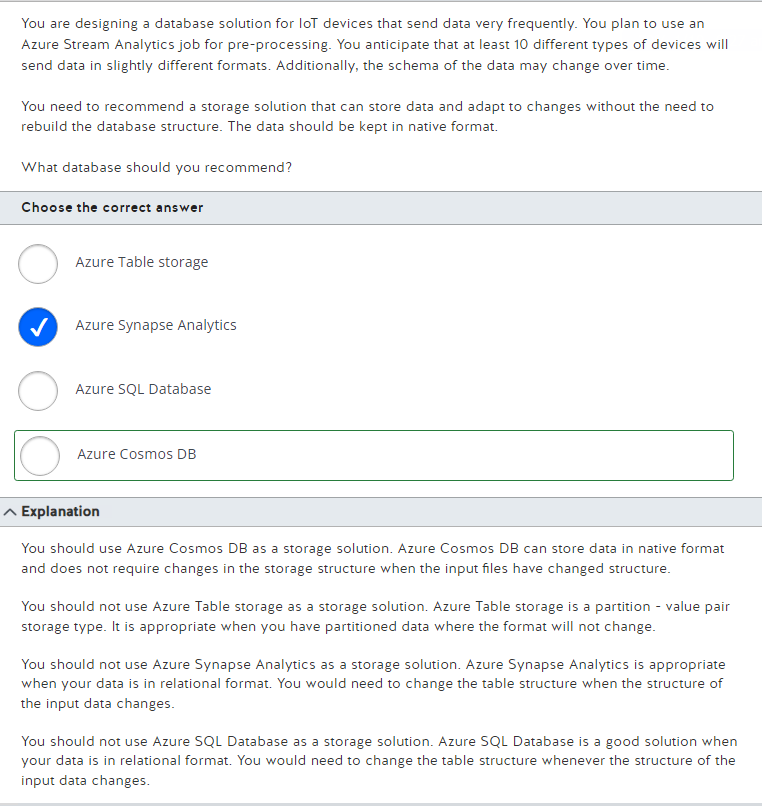 You are designing a database solution for IoT devices that send data very frequently. You plan to use an
Azure Stream Analytics job for pre-processing. You anticipate that at least 10 different types of devices will
send data in slightly different formats. Additionally, the schema of the data may change over time.
You need to recommend a storage solution that can store data and adapt to changes without the need to
rebuild the database structure. The data should be kept in native format.
What database should you recommend?
Choose the correct answer
Azure Table storage
Azure Synapse Analytics
Azure SQL Database
Azure Cosmos DB
Explanation
You should use Azure Cosmos DB as a storage solution. Azure Cosmos DB can store data in native format
and does not require changes in the storage structure when the input files have changed structure.
You should not use Azure Table storage as a storage solution. Azure Table storage is a partition - value pair
storage type. It is appropriate when you have partitioned data where the format will not change.
You should not use Azure Synapse Analytics as a storage solution. Azure Synapse Analytics is appropriate
when your data is in relational format. You would need to change the table structure when the structure of
the input data changes.
You should not use Azure SQL Database as a storage solution. Azure SQL Database is a good solution when
your data is in relational format. You would need to change the table structure whenever the structure of the
input data changes.